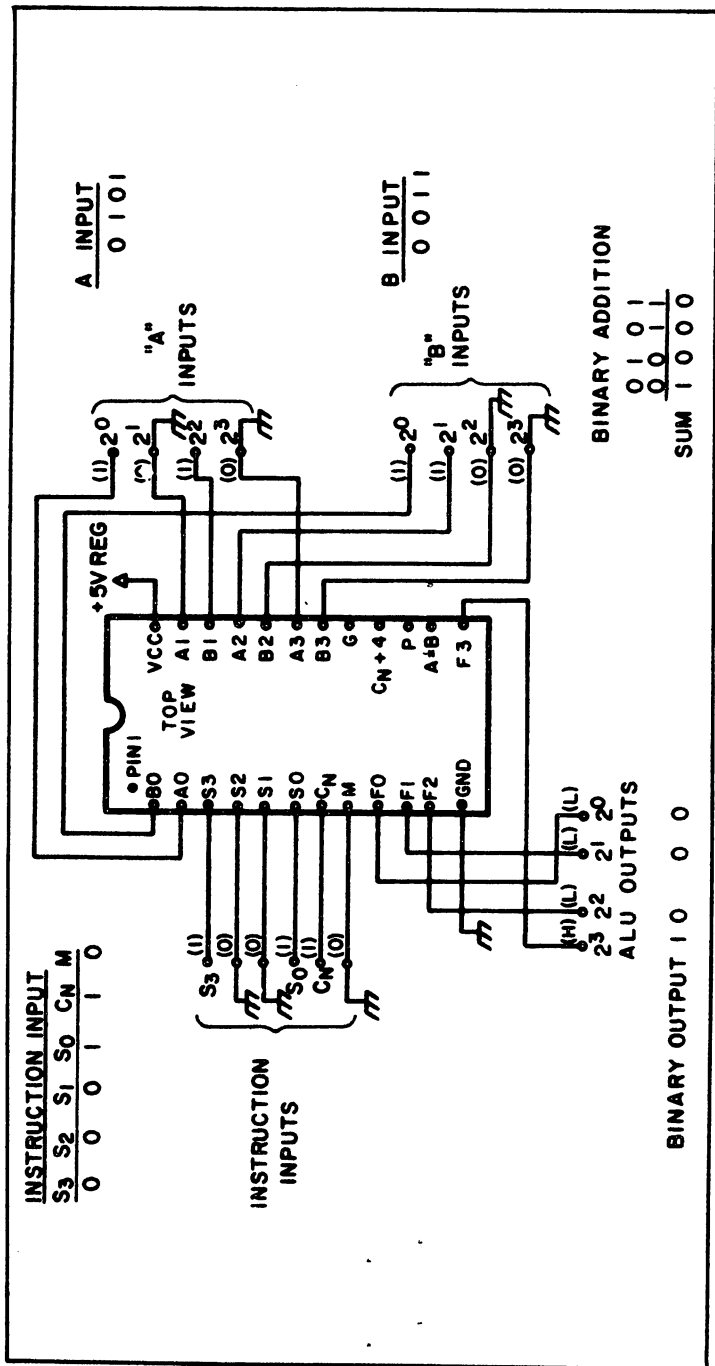 INSTRUCTION INPUT
S3 S2 S1 S0 CN M
0 0 0 1 1 0
INSTRUCTION
INPUTS
S3 (1)
(0)
(0)
S0 (1)
CN (1)
(0)
PIN1
TOP
VIEW
B0
A0
S3
S2
S1
S0
CN
M
F0
F1
F2
GND
+5V REG
VCC
A1
B1
A2
B2
A3
B3
G
CN+4
P
A=B
F3
(1) 2^0
(0) 2^1
(1) 2^2
(0) 2^3
"A"
INPUTS
A INPUT
0 1 0 1
(1) 2^0
(1) 2^1
(0) 2^2
(0) 2^3
"B"
INPUTS
B INPUT
0 0 1 1
(H) (L) (L) (L)
2^3 2^2 2^1 2^0
ALU OUTPUTS
BINARY OUTPUT 1 0 0 0
BINARY ADDITION
0 1 0 1
0 0 1 1
SUM 1 0 0 0